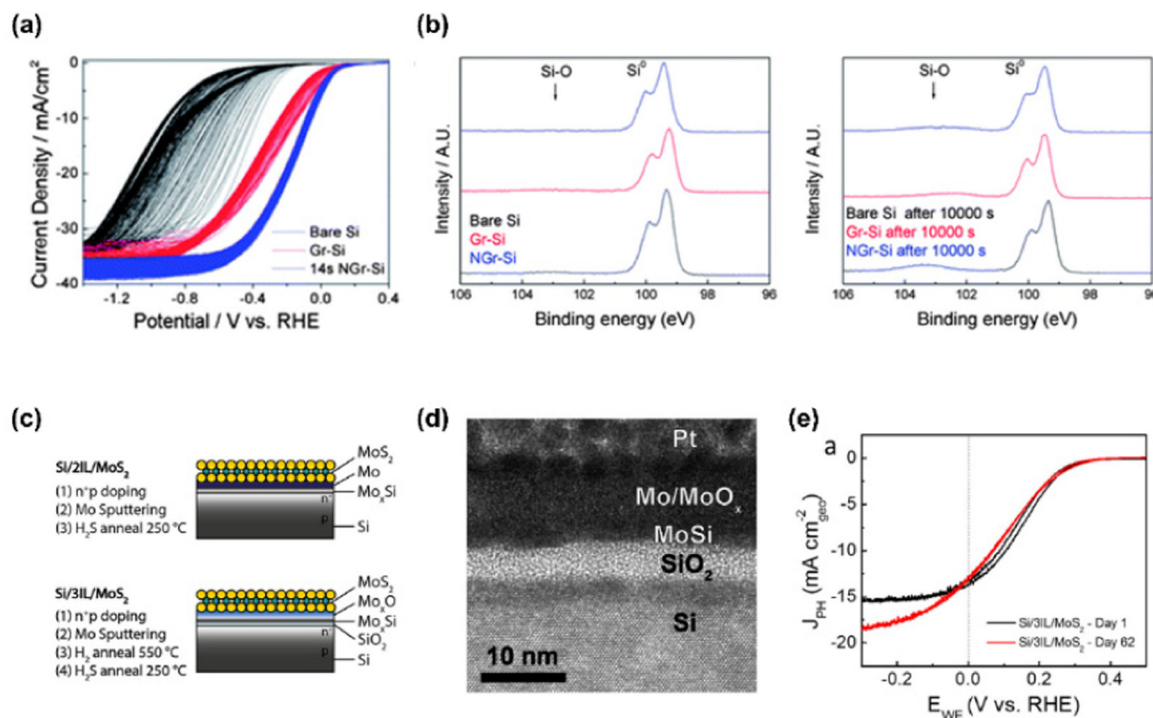 (a)
Current Density / mA/cm²
0
-10
-20
-30
-40
Bare Si
Gr-Si
14s NGr-Si
-1.2 -0.8 -0.4 0.0 0.4
Potential / V vs. RHE
(b)
Intensity / A.U.
Si-O Si⁰
Bare Si
Gr-Si
NGr-Si
106 104 102 100 98 96
Binding energy (eV)
Intensity / A.U.
Si-O Si⁰
Bare Si after 10000 s
Gr-Si after 10000 s
NGr-Si after 10000 s
106 104 102 100 98 96
Binding energy (eV)
(c)
Si/2IL/MoS₂
(1) n⁺p doping
(2) Mo Sputtering
(3) H₂S anneal 250 °C
MoS₂
Mo
MoₓSi
n⁺
p
Si
Si/3IL/MoS₂
(1) n⁺p doping
(2) Mo Sputtering
(3) H₂ anneal 550 °C
(4) H₂S anneal 250 °C
MoS₂
MoₓO
MoₓSi
SiO₂
n⁺
p
Si
(d)
Pt
Mo/MoOₓ
MoSi
SiO₂
Si
10 nm
(e)
a
J_PH (mA cm⁻²_geo)
0
-5
-10
-15
-20
Si/3IL/MoS₂ - Day 1
Si/3IL/MoS₂ - Day 62
-0.2 0.0 0.2 0.4
E_WE (V vs. RHE)